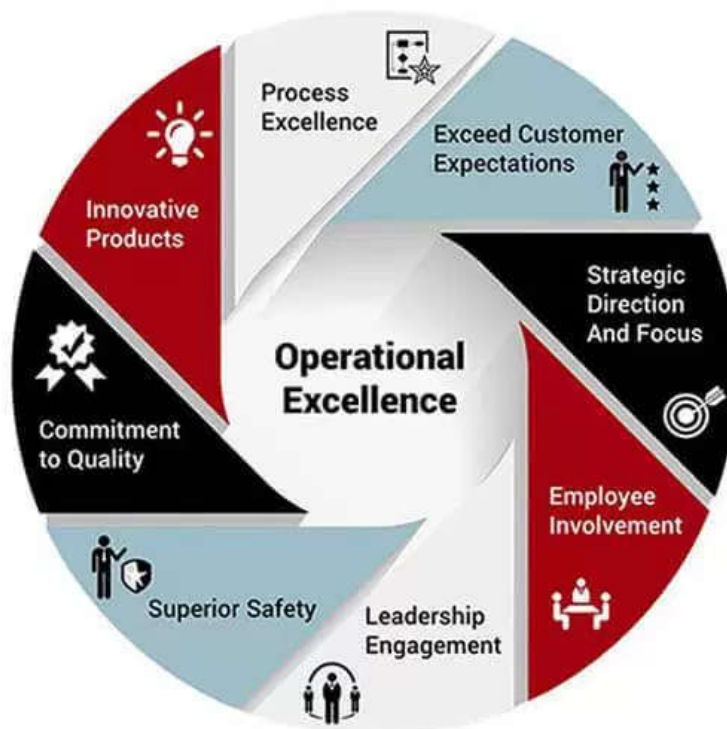 Process
Excellence
Exceed Customer
Expectations
Strategic
Direction
And Focus
Employee
Involvement
Leadership
Engagement
Superior Safety
Commitment
to Quality
Innovative
Products
Operational
Excellence